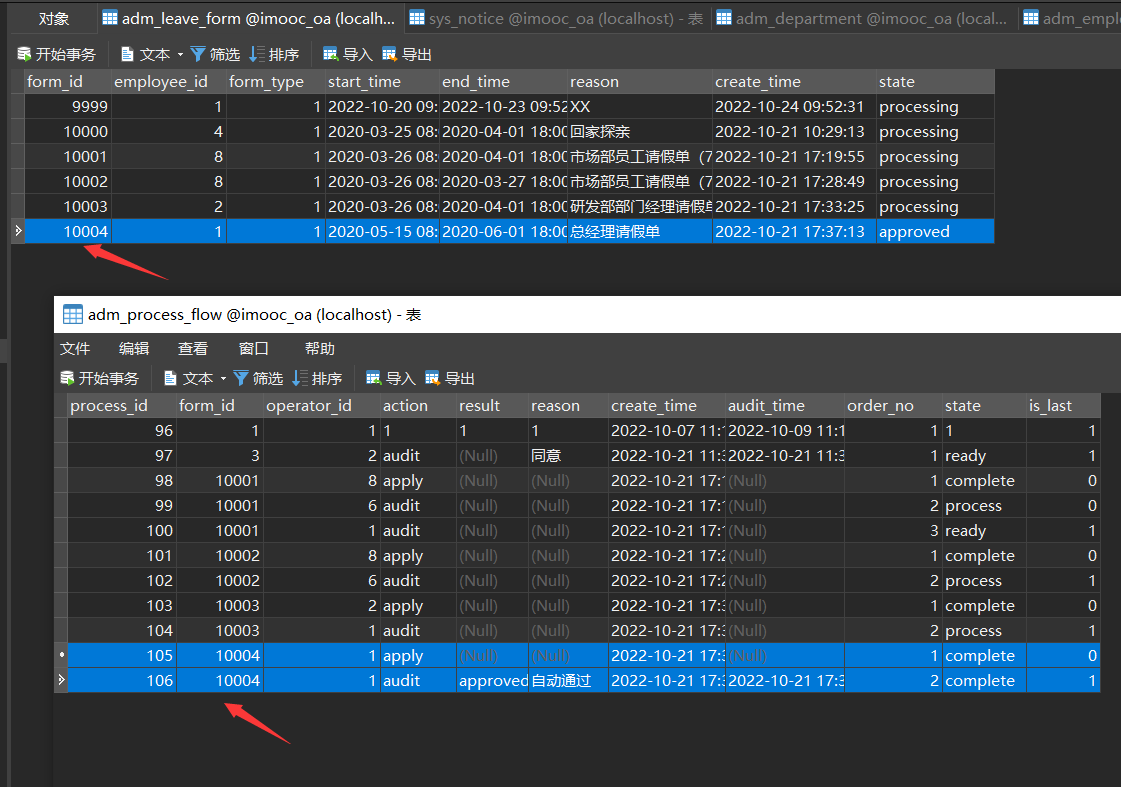 对象 adm_leave_form @imooc_oa (localh... sys_notice @imooc_oa (localhost) - 表 adm_department @imooc_oa (local... adm_empl
开始事务 文本 筛选 排序 导入 导出
form_id employee_id form_type start_time end_time reason create_time state
9999 1 1 2022-10-20 09: 2022-10-23 09:52 XX 2022-10-24 09:52:31 processing
10000 4 1 2020-03-25 08: 2020-04-01 18:00 回家探亲 2022-10-21 10:29:13 processing
10001 8 1 2020-03-26 08: 2020-04-01 18:00 市场部员工请假单（7 2022-10-21 17:19:55 processing
10002 8 1 2020-03-26 08: 2020-03-27 18:00 市场部员工请假单（7 2022-10-21 17:28:49 processing
10003 2 1 2020-03-26 08: 2020-04-01 18:00 研发部部门经理请假单 2022-10-21 17:33:25 processing
10004 1 1 2020-05-15 08: 2020-06-01 18:00 总经理请假单 2022-10-21 17:37:13 approved
adm_process_flow @imooc_oa (localhost) - 表
文件 编辑 查看 窗口 帮助
开始事务 文本 筛选 排序 导入 导出
process_id form_id operator_id action result reason create_time audit_time order_no state is_last
96 1 1 1 1 1 2022-10-07 11:1 2022-10-09 11:1 1 1 1
97 3 2 audit (Null) 同意 2022-10-21 11:3 2022-10-21 11:3 1 ready 1
98 10001 8 apply (Null) (Null) 2022-10-21 17:1 (Null) 1 complete 0
99 10001 6 audit (Null) (Null) 2022-10-21 17:1 (Null) 2 process 0
100 10001 1 audit (Null) (Null) 2022-10-21 17:1 (Null) 3 ready 1
101 10002 8 apply (Null) (Null) 2022-10-21 17:2 (Null) 1 complete 0
102 10002 6 audit (Null) (Null) 2022-10-21 17:2 (Null) 2 process 1
103 10003 2 apply (Null) (Null) 2022-10-21 17:3 (Null) 1 complete 0
104 10003 1 audit (Null) (Null) 2022-10-21 17:3 (Null) 2 process 1
105 10004 1 apply (Null) (Null) 2022-10-21 17:3 (Null) 1 complete 0
106 10004 1 audit approved 自动通过 2022-10-21 17:3 2022-10-21 17:3 2 complete 1